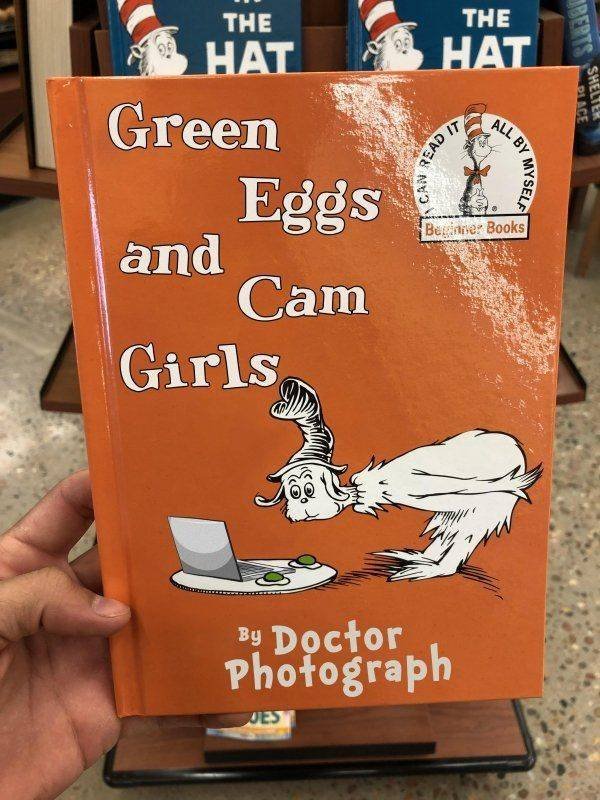 THE
HAT
THE
HAT
Green
Eggs
and
Cam
Girls
I CAN READ IT ALL BY MYSELF
Beginner Books
By Doctor
Photograph